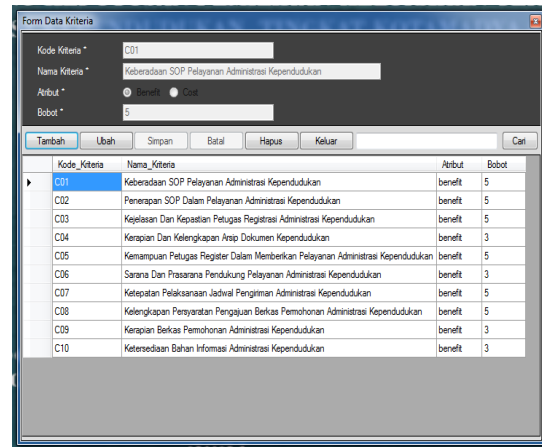 Form Data Kriteria
Kode Kriteria * C01
Nama Kriteria * Keberadaan SOP Pelayanan Administrasi Kependudukan
Atribut * Benefit Cost
Bobot * 5
Tambah Ubah Simpan Batal Hapus Keluar Cari
Kode_Kriteria Nama_Kriteria Atribut Bobot
C01 Keberadaan SOP Pelayanan Administrasi Kependudukan benefit 5
C02 Penerapan SOP Dalam Pelayanan Administrasi Kependudukan benefit 5
C03 Kejelasan Dan Kepastian Petugas Registrasi Administrasi Kependudukan benefit 5
C04 Kerapian Dan Kelengkapan Arsip Dokumen Kependudukan benefit 3
C05 Kemampuan Petugas Register Dalam Memberikan Pelayanan Administrasi Kependudukan benefit 5
C06 Sarana Dan Prasarana Pendukung Pelayanan Administrasi Kependudukan benefit 3
C07 Ketepatan Pelaksanaan Jadwal Pengiriman Administrasi Kependudukan benefit 5
C08 Kelengkapan Persyaratan Pengajuan Berkas Permohonan Administrasi Kependudukan benefit 5
C09 Kerapian Berkas Permohonan Administrasi Kependudukan benefit 3
C10 Ketersediaan Bahan Informasi Administrasi Kependudukan benefit 3